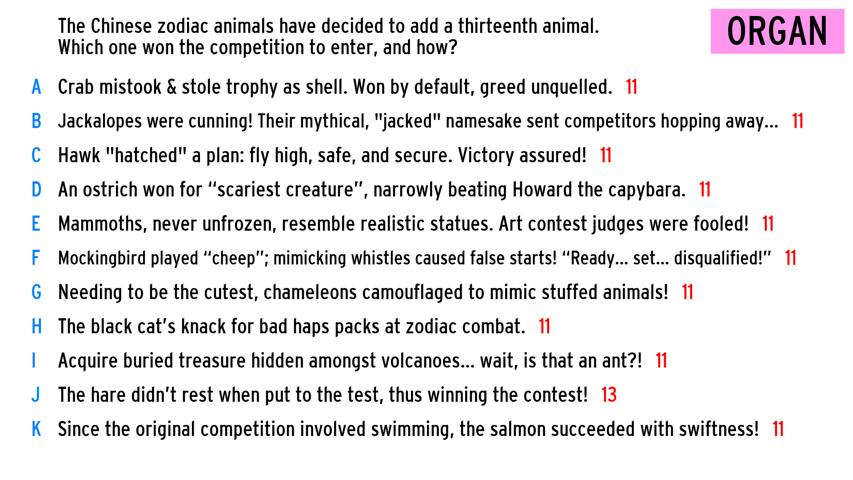 The Chinese zodiac animals have decided to add a thirteenth animal.
Which one won the competition to enter, and how?
ORGAN
A Crab mistook & stole trophy as shell. Won by default, greed unquelled. 11
B Jackalopes were cunning! Their mythical, "jacked" namesake sent competitors hopping away... 11
C Hawk "hatched" a plan: fly high, safe, and secure. Victory assured! 11
D An ostrich won for “scariest creature”, narrowly beating Howard the capybara. 11
E Mammoths, never unfrozen, resemble realistic statues. Art contest judges were fooled! 11
F Mockingbird played “cheep”; mimicking whistles caused false starts! “Ready... set... disqualified!” 11
G Needing to be the cutest, chameleons camouflaged to mimic stuffed animals! 11
H The black cat’s knack for bad haps packs at zodiac combat. 11
I Acquire buried treasure hidden amongst volcanoes... wait, is that an ant?! 11
J The hare didn’t rest when put to the test, thus winning the contest! 13
K Since the original competition involved swimming, the salmon succeeded with swiftness! 11